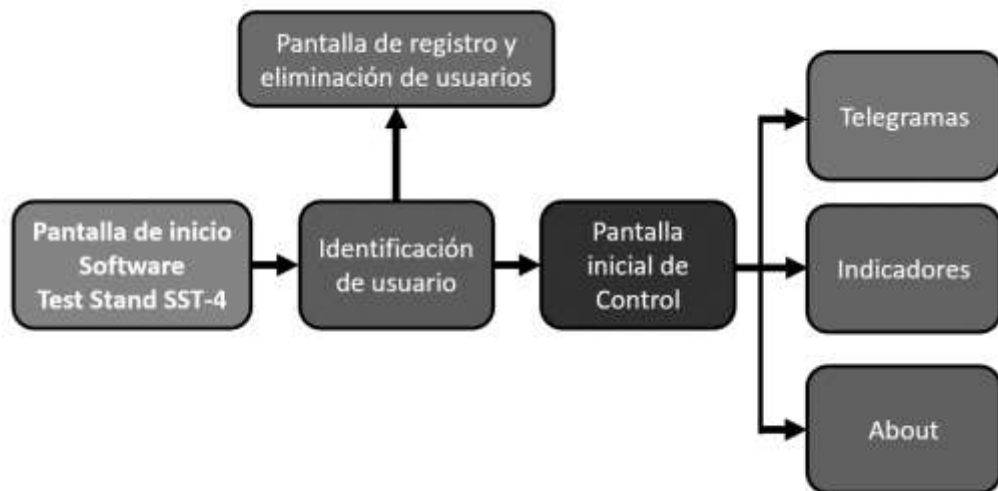 Pantalla de registro y
eliminación de usuarios
Pantalla de inicio
Software
Test Stand SST-4
Identificación
de usuario
Pantalla
inicial de
Control
Telegramas
Indicadores
About